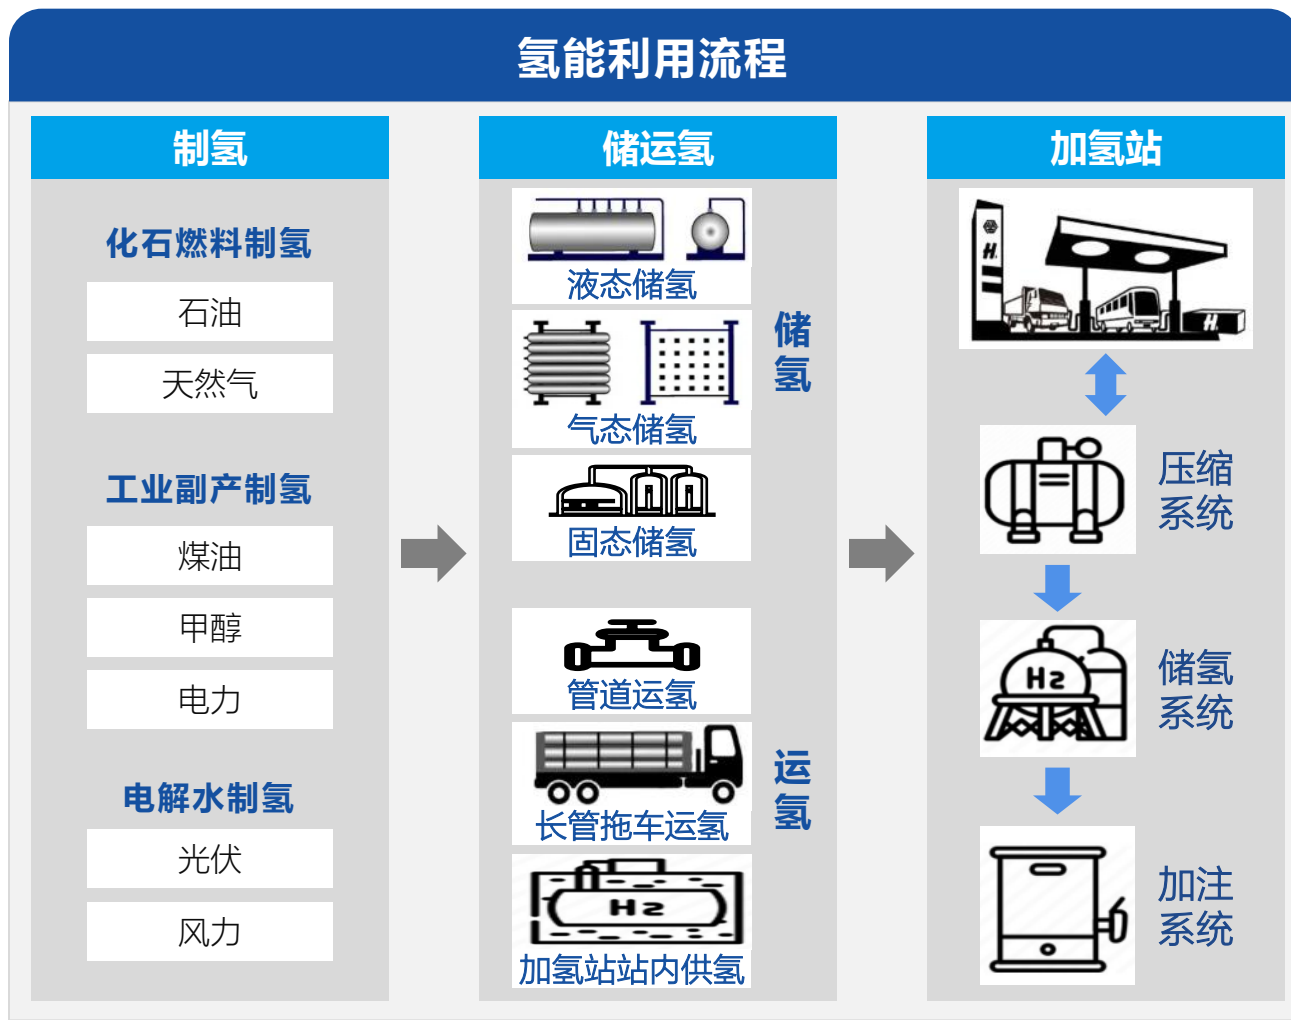 氢能利用流程
制氢
化石燃料制氢
石油
天然气
工业副产制氢
煤油
甲醇
电力
电解水制氢
光伏
风力
储运氢
液态储氢
气态储氢
固态储氢
储
氢
管道运氢
长管拖车运氢
H2
加氢站站内供氢
运
氢
加氢站
H
H
压缩
系统
H2
储氢
系统
加注
系统